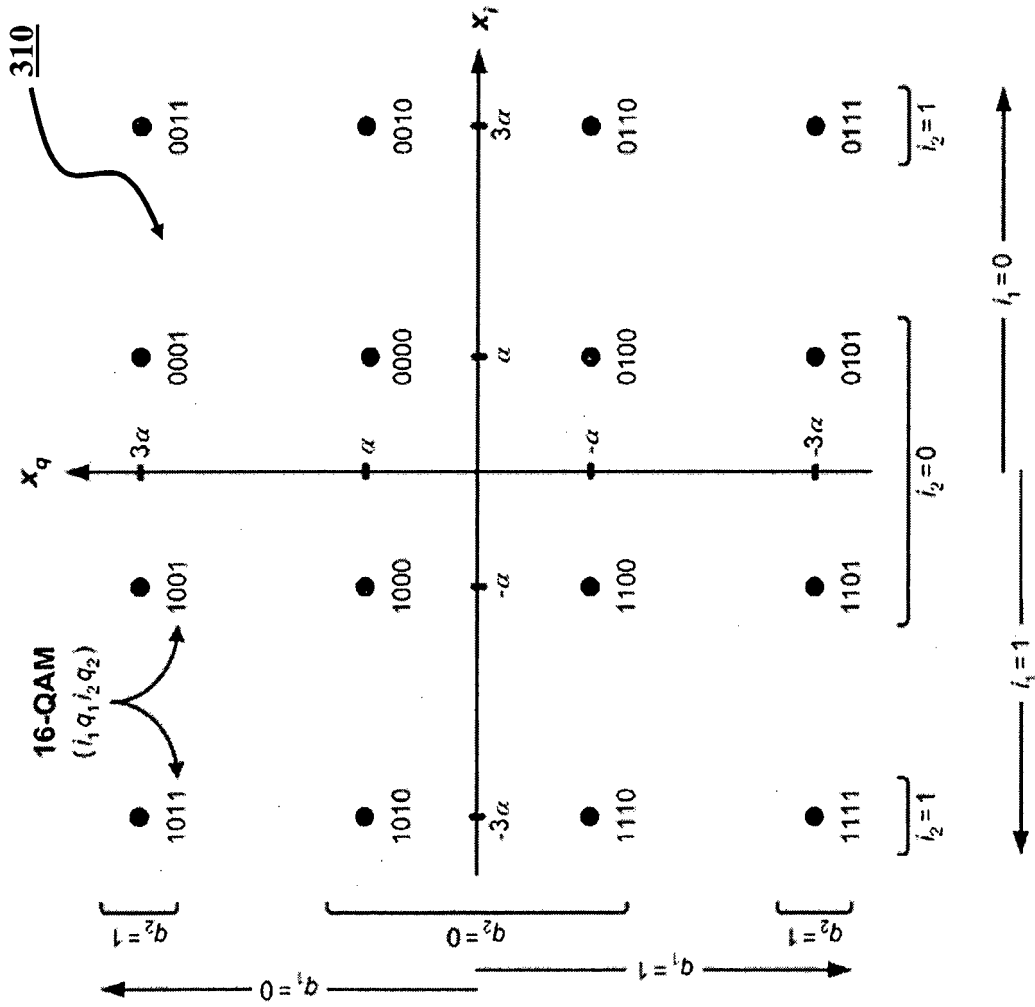 310
16-QAM
(i₁q₁i₂q₂)
x_q
x_i
1011
1001
0001
0011
3α
1010
1000
0000
0010
α
-3α
-α
α
3α
1110
1100
0100
0110
-α
1111
1101
0101
0111
-3α
q₂=1
q₂=0
q₂=1
q₁=0
q₁=1
i₂=1
i₂=0
i₂=1
i₁=1
i₁=0